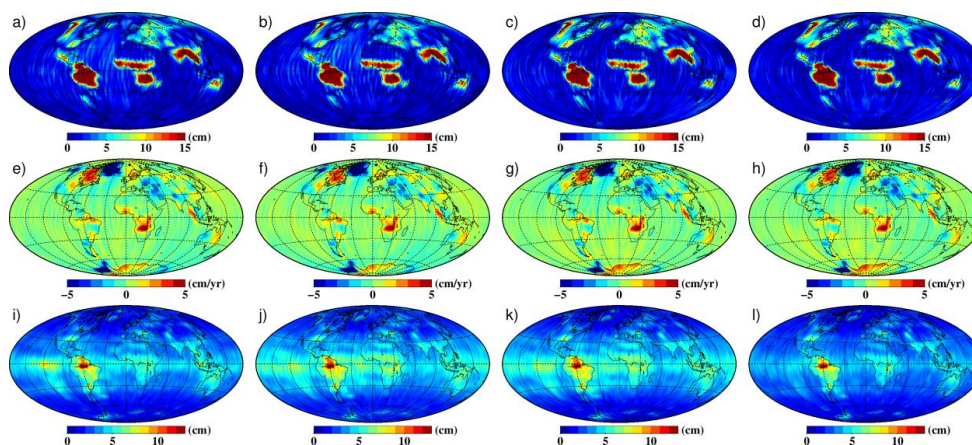 a) b) c) d)
0 5 10 15 (cm) 0 5 10 15 (cm) 0 5 10 15 (cm) 0 5 10 15 (cm)
e) f) g) h)
−5 0 5 (cm/yr) −5 0 5 (cm/yr) −5 0 5 (cm/yr) −5 0 5 (cm/yr)
i) j) k) l)
0 5 10 (cm) 0 5 10 (cm) 0 5 10 (cm) 0 5 10 (cm)